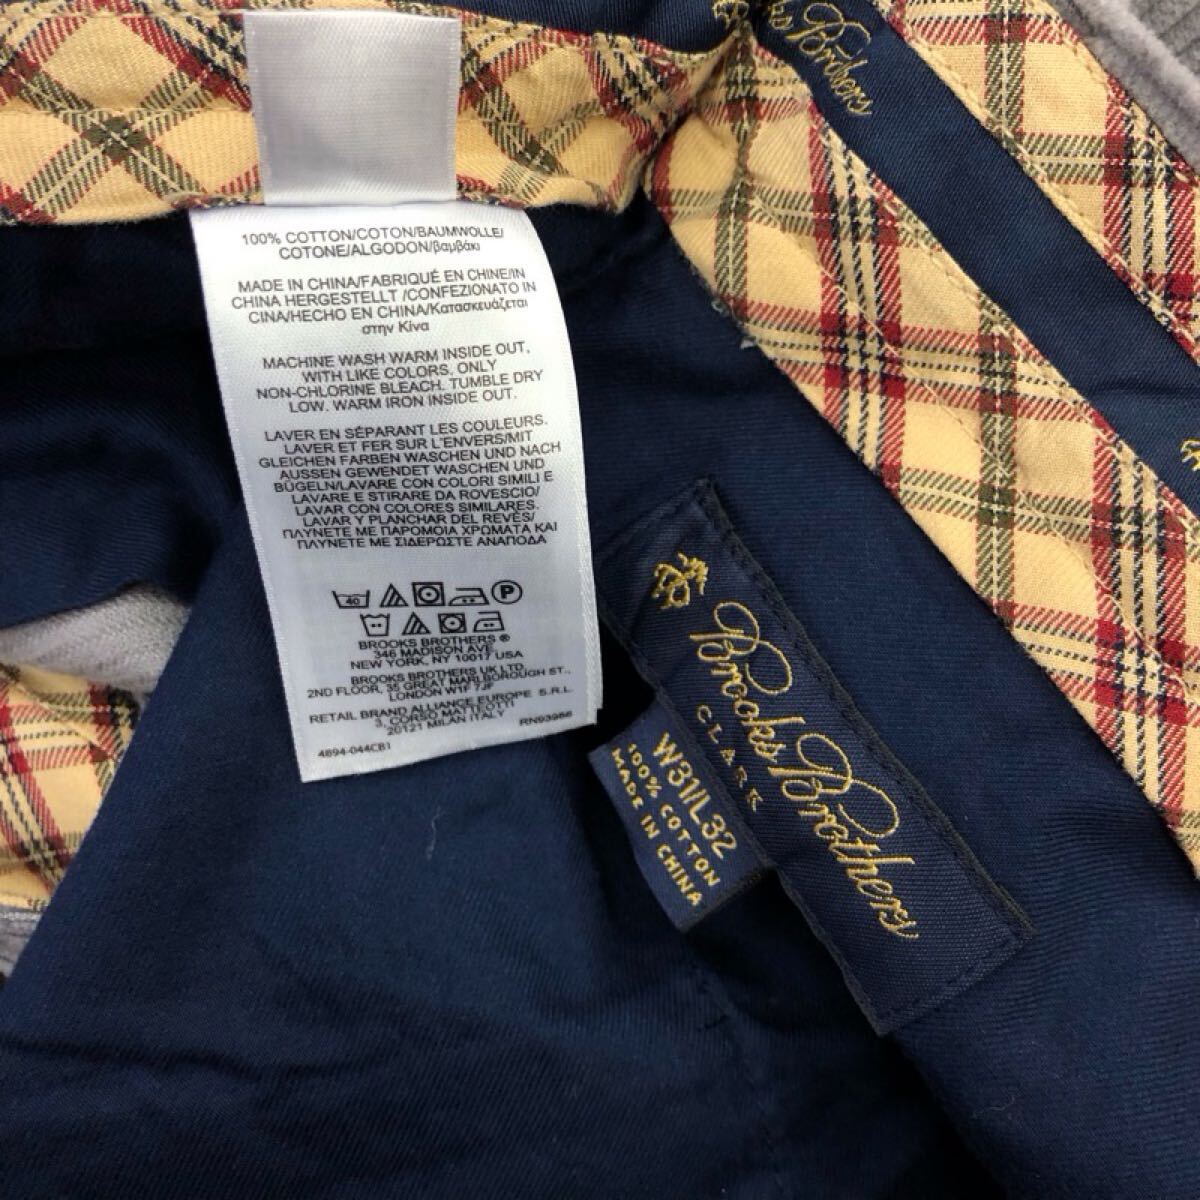 100% COTTON/COTON/BAUMWOLLE/
COTONE/ALGODON/βαμβάκι
MADE IN CHINA/FABRIQUÉ EN CHINE/IN
CHINA HERGESTELLT /CONFEZIONATO IN
CINA/HECHO EN CHINA/Κατασκευάζεται
στην Κίνα
MACHINE WASH WARM INSIDE OUT,
WITH LIKE COLORS. ONLY
NON-CHLORINE BLEACH. TUMBLE DRY
LOW. WARM IRON INSIDE OUT.
LAVER EN SÉPARANT LES COULEURS.
LAVER ET FER SUR L'ENVERS/MIT
GLEICHEN FARBEN WASCHEN UND NACH
AUSSEN GEWENDET WASCHEN UND
BÜGELN/LAVARE CON COLORI SIMILI E
LAVARE E STIRARE DA ROVESCIO/
LAVAR CON COLORES SIMILARES.
LAVAR Y PLANCHAR DEL REVÉS/
ΠΛΥΝΕΤΕ ΜΕ ΠΑΡΟΜΟΙΑ ΧΡΩΜΑΤΑ ΚΑΙ
ΠΛΥΝΕΤΕ ΜΕ ΣΙΔΕΡΩΣΤΕ ΑΝΑΠΟΔΑ
40 P
BROOKS BROTHERS ®
346 MADISON AVE.
NEW YORK, NY 10017 USA
BROOKS BROTHERS UK LTD.
2ND FLOOR, 35 GREAT MARLBOROUGH ST.,
LONDON W1F 7JF
RETAIL BRAND ALLIANCE EUROPE S.R.L.
3, CORSO MATTEOTTI
20121 MILAN ITALY RN93986
4894-044CB1
Brooks Brothers
CLARK
W31/L32
100% COTTON
MADE IN CHINA
ks Brothers